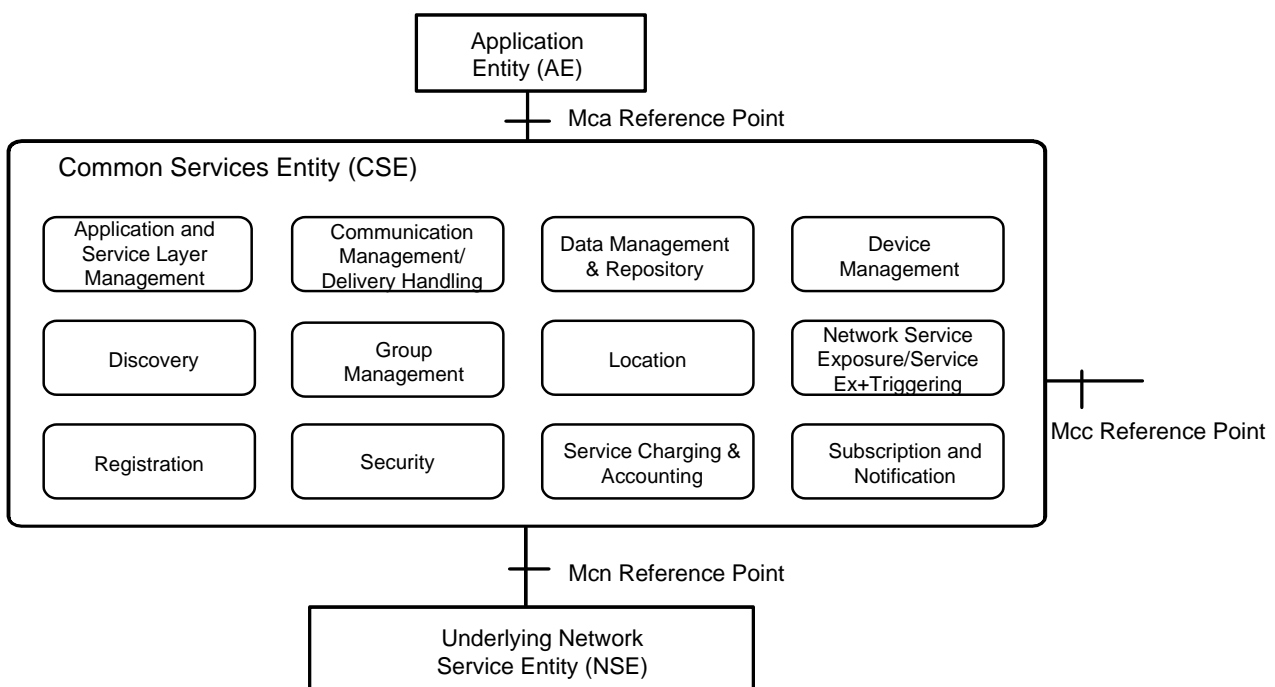 Application
Entity (AE)
Mca Reference Point
Common Services Entity (CSE)
Application and
Service Layer
Management
Communication
Management/
Delivery Handling
Data Management
& Repository
Device
Management
Discovery
Group
Management
Location
Network Service
Exposure/Service
Ex+Triggering
Mcc Reference Point
Registration
Security
Service Charging &
Accounting
Subscription and
Notification
Mcn Reference Point
Underlying Network
Service Entity (NSE)